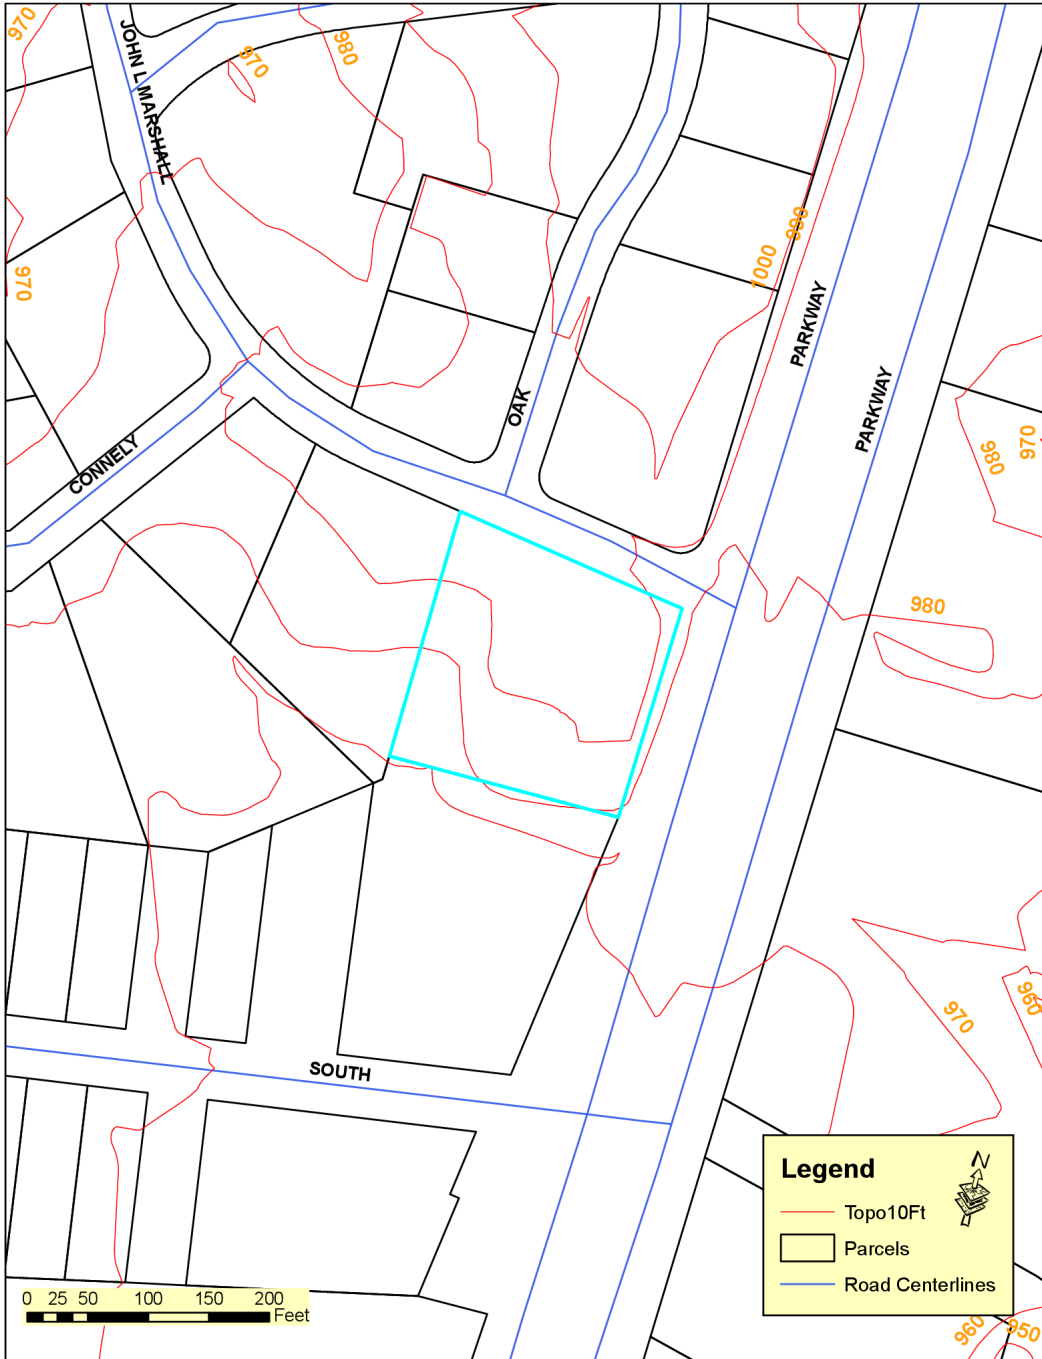 970
JOHN L MARSHALL
970
980
970
1000
990
PARKWAY
PARKWAY
OAK
CONNELY
980
970
980
SOUTH
970
960
960
950
Legend
N
Topo10Ft
Parcels
Road Centerlines
0 25 50 100 150 200
Feet